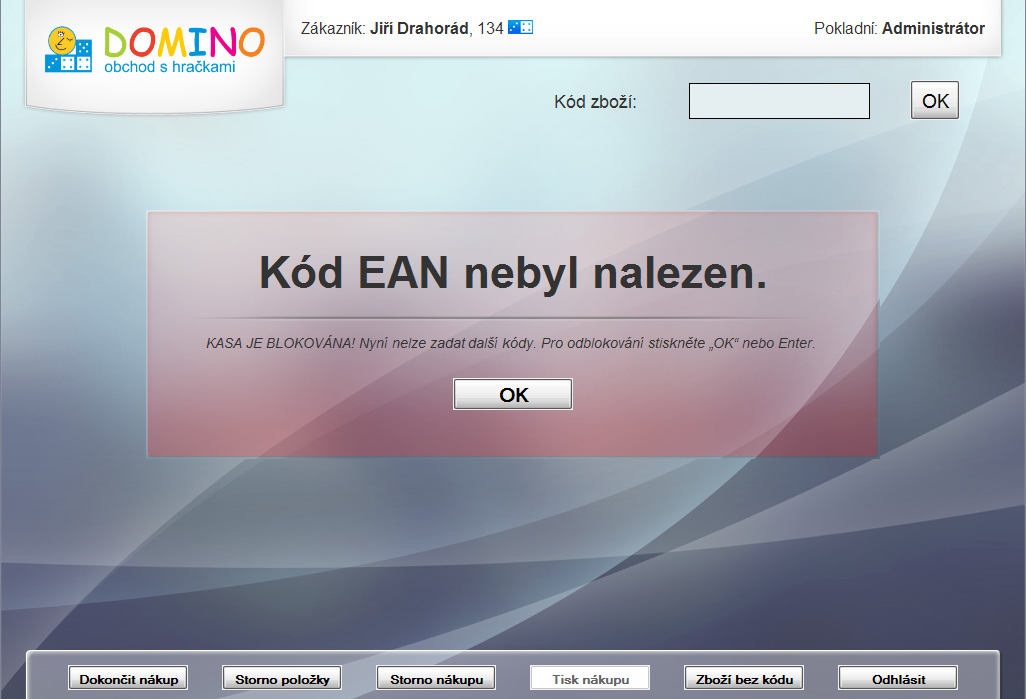 DOMINO
obchod s hračkami
Zákazník: Jiří Drahorád, 134
Pokladní: Administrátor
Kód zboží:
OK
Kód EAN nebyl nalezen.
KASA JE BLOKOVÁNA! Nyní nelze zadat další kódy. Pro odblokování stiskněte „OK“ nebo Enter.
OK
Dokončit nákup
Storno položky
Storno nákupu
Tisk nákupu
Zboží bez kódu
Odhlásit